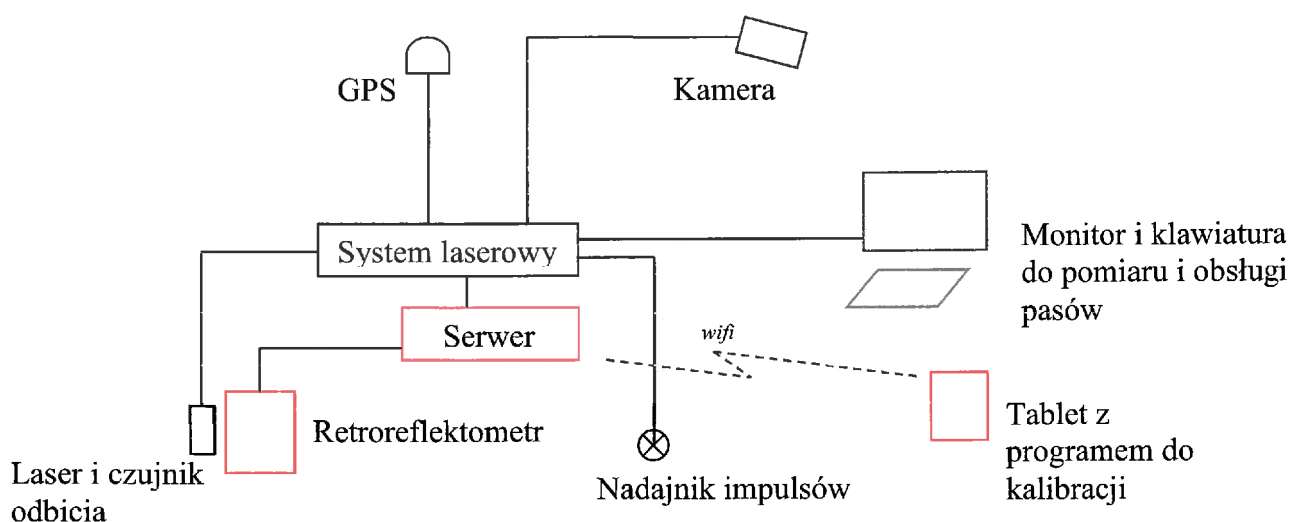 GPS
Kamera
System laserowy
Monitor i klawiatura
do pomiaru i obsługi
pasów
Serwer
wifi
Retroreflektometr
Tablet z
programem do
kalibracji
Laser i czujnik
odbicia
Nadajnik impulsów